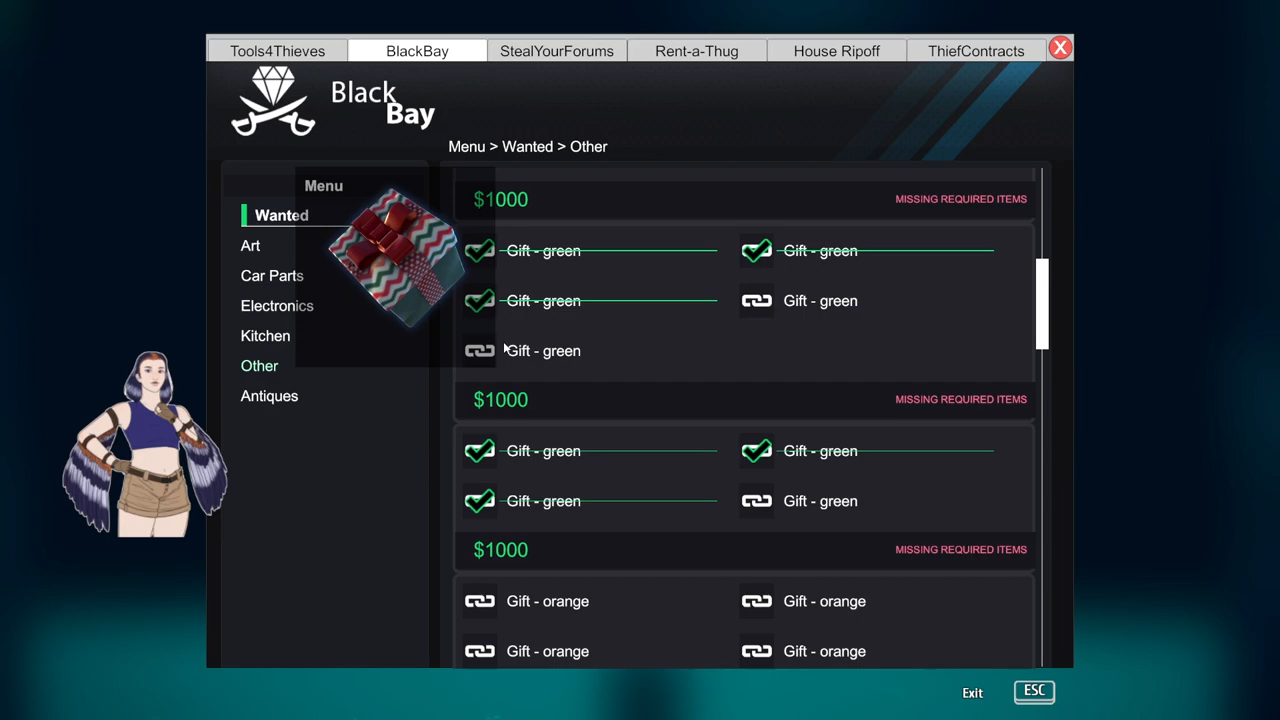 Tools4Thieves BlackBay StealYourForums Rent-a-Thug House Ripoff ThiefContracts X
Black
Bay
Menu > Wanted > Other
Menu
Wanted
Art
Car Parts
Electronics
Kitchen
Other
Antiques
$1000 MISSING REQUIRED ITEMS
Gift - green Gift - green
Gift - green Gift - green
Gift - green
$1000 MISSING REQUIRED ITEMS
Gift - green Gift - green
Gift - green Gift - green
$1000 MISSING REQUIRED ITEMS
Gift - orange Gift - orange
Gift - orange Gift - orange
Exit ESC